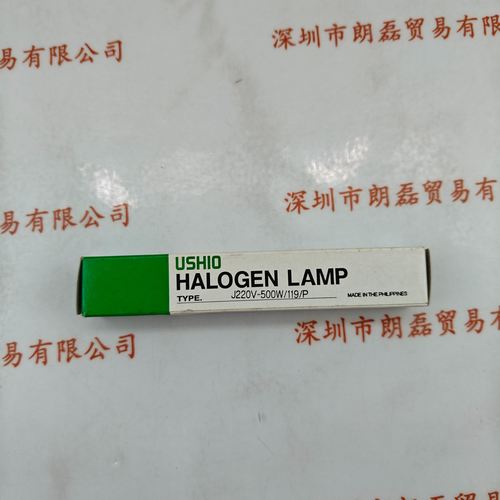 深圳市朗磊贸易有限
易有限公司
深圳市朗磊贸易有
贸易有限公司
USHIO
HALOGEN LAMP
TYPE. J220V-500W/119/P
MADE IN THE PHILIPPINES
深圳市朗磊贸易有
易有限公司